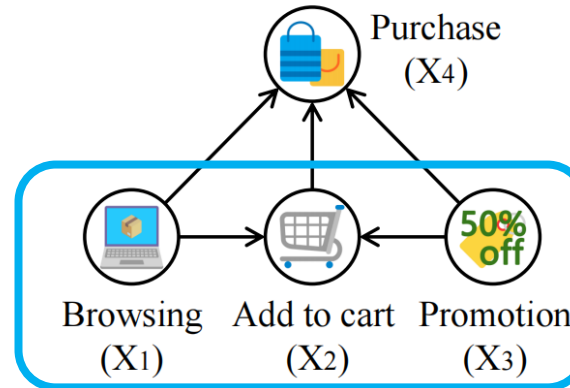 Purchase
(X4)
50%
off
Browsing Add to cart Promotion
(X1) (X2) (X3)